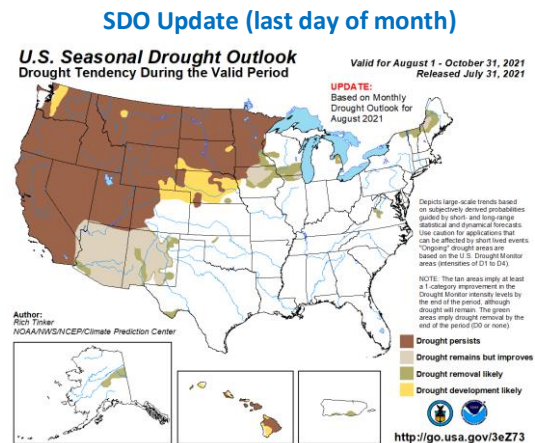 SDO Update (last day of month)
U.S. Seasonal Drought Outlook
Drought Tendency During the Valid Period
Valid for August 1 - October 31, 2021
Released July 31, 2021
UPDATE:
Based on Monthly
Drought Outlook for
August 2021
Depicts large-scale trends based
on subjectively derived probabilities
guided by short- and long-range
statistical and dynamical forecasts.
Use caution for applications that
can be affected by short lived events.
"Ongoing" drought areas are
based on the U.S. Drought Monitor
areas (intensities of D1 to D4).
NOTE: The tan areas imply at least
a 1-category improvement in the
Drought Monitor intensity levels by
the end of the period, although
drought will remain. The green
areas imply drought removal by the
end of the period (D0 or none).
Author:
Rich Tinker
NOAA/NWS/NCEP/Climate Prediction Center
Drought persists
Drought remains but improves
Drought removal likely
Drought development likely
http://go.usa.gov/3eZ73